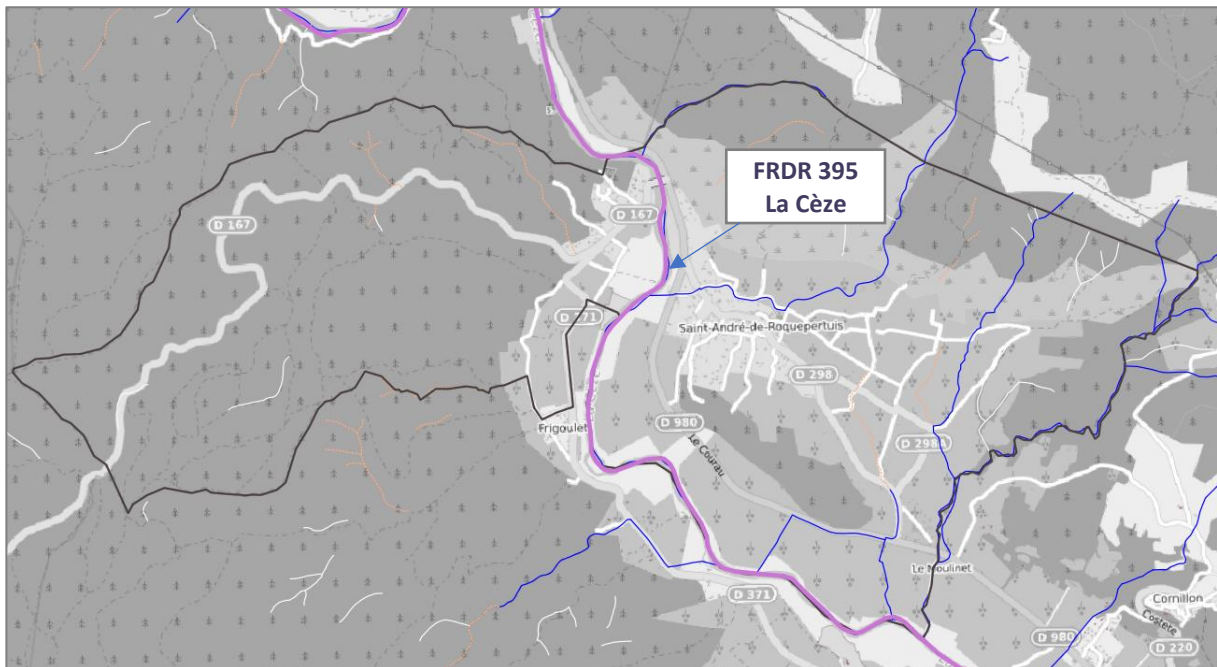 FRDR 395
La Cèze
D 167
D 167
D 371
Saint-André-de-Roquepertuis
D 298
Frigoulet
D 980
D 298A
Le Courau
Le Moulinet
D 371
Cornillon
Costète
D 980
D 220